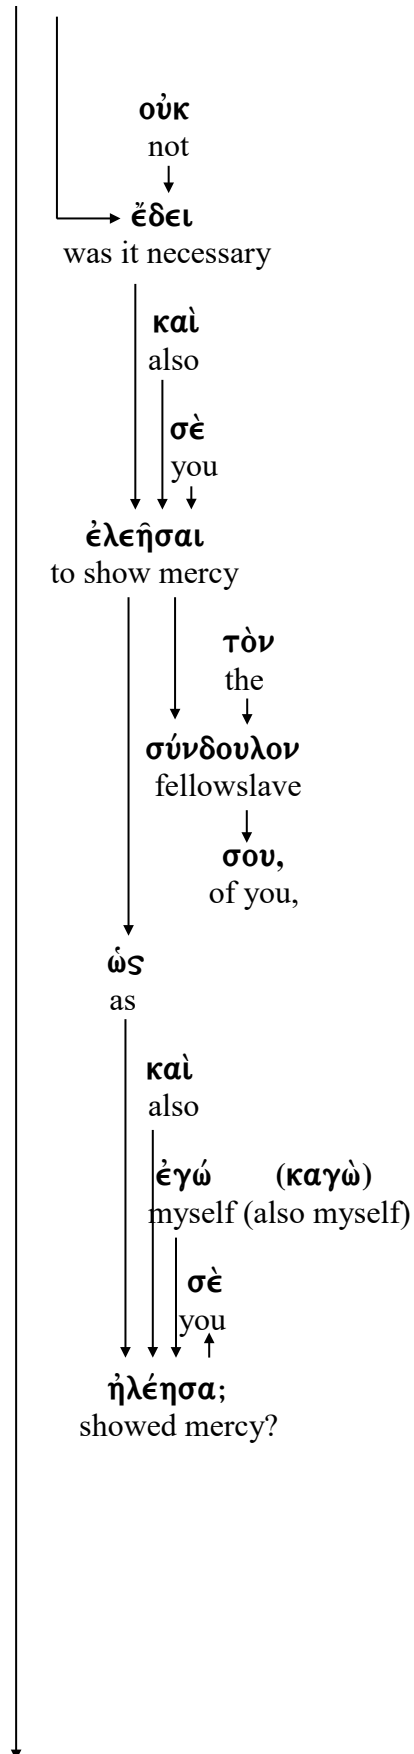 οὐκ
not
ἔδει
was it necessary
καὶ
also
σὲ
you
ἐλεῆσαι
to show mercy
τὸν
the
σύνδουλον
fellowslave
σου,
of you,
ὡς
as
καὶ
also
ἐγώ (καγὼ)
myself (also myself)
σὲ
you
ἠλέησα;
showed mercy?